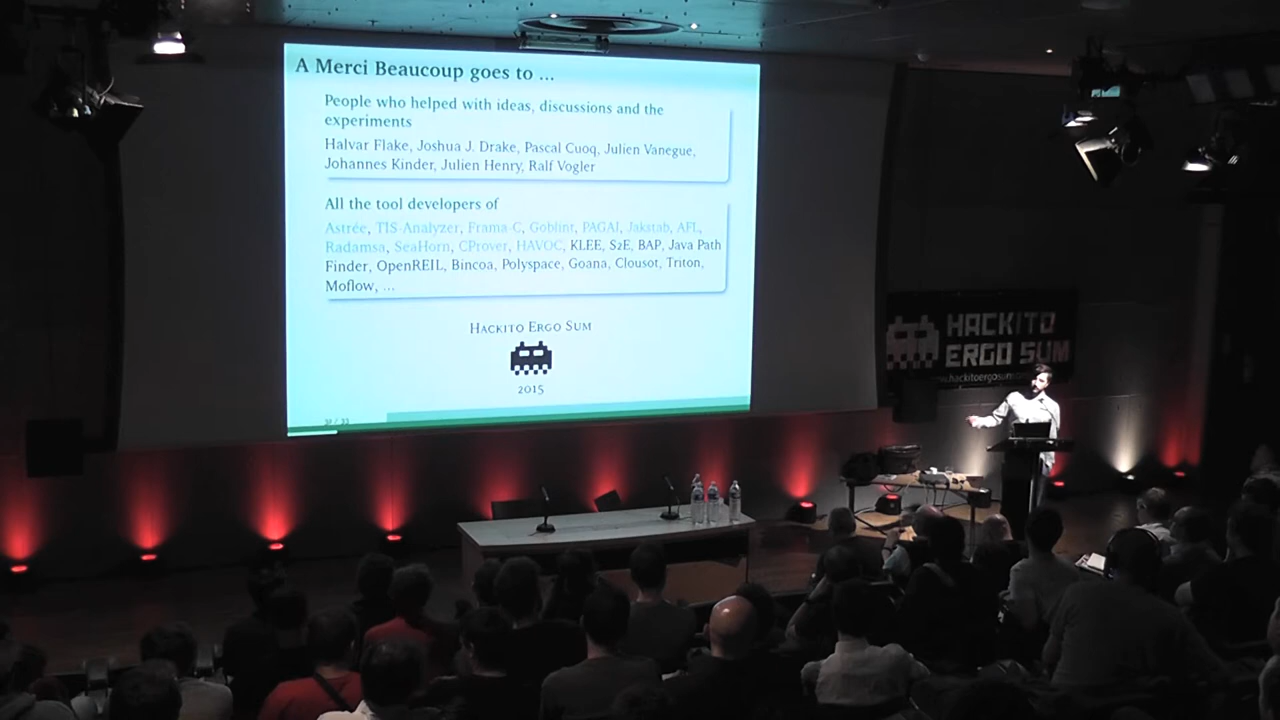 A Merci Beaucoup goes to ...
People who helped with ideas, discussions and the
experiments
Halvar Flake, Joshua J. Drake, Pascal Cuoq, Julien Vanegue,
Johannes Kinder, Julien Henry, Ralf Vogler
All the tool developers of
Astrée, TIS-Analyzer, Frama-C, Goblint, PAGAI, Jakstab, AFL,
Radamsa, SeaHorn, CProver, HAVOC, KLEE, S2E, BAP, Java Path
Finder, OpenREIL, Bincoa, Polyspace, Goana, Clousot, Triton,
Moflow, ...
HACKITO ERGO SUM
2015
HACKITO
ERGO SUM